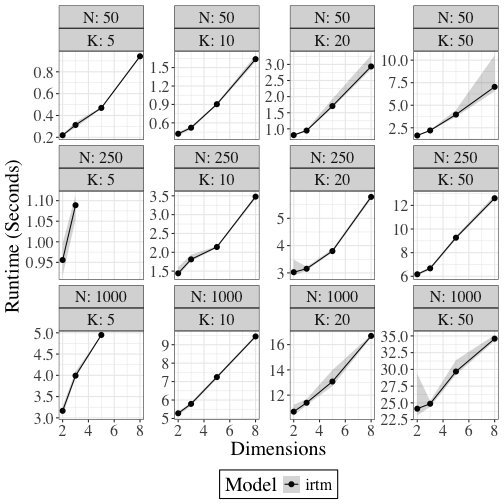 N: 50 N: 50 N: 50 N: 50
K: 5 K: 10 K: 20 K: 50
0.8 1.5 3.0 10.0
0.6 1.2 2.5 7.5
0.4 0.9 2.0 5.0
0.2 0.6 1.5 2.5
1.0
N: 250 N: 250 N: 250 N: 250
K: 5 K: 10 K: 20 K: 50
1.10 3.5 5 12
1.05 3.0 4 10
1.00 2.5 3 8
0.95 2.0 6
1.5
N: 1000 N: 1000 N: 1000 N: 1000
K: 5 K: 10 K: 20 K: 50
5.0 9 16 35.0
4.0 8 14 32.5
3.0 7 12 30.0
6 27.5
5 25.0
22.5
2 4 6 8 2 4 6 8 2 4 6 8 2 4 6 8
Runtime (Seconds)
Dimensions
Model irtm